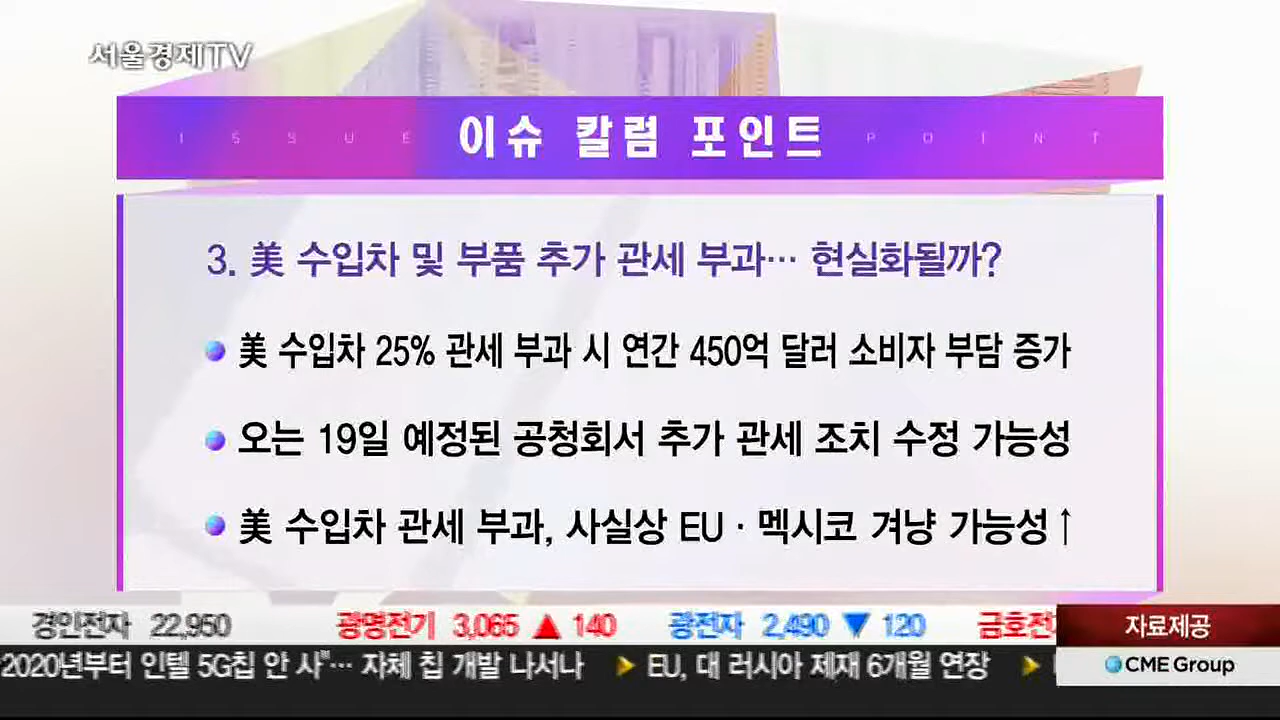 서울경제TV
ISSUE 이슈 칼럼 포인트 POINT
3. 美 수입차 및 부품 추가 관세 부과… 현실화될까?
美 수입차 25% 관세 부과 시 연간 450억 달러 소비자 부담 증가
오는 19일 예정된 공청회서 추가 관세 조치 수정 가능성
美 수입차 관세 부과, 사실상 EU·멕시코 겨냥 가능성↑
경인전자 22,950 광명전기 3,065 ▲ 140 광전자 2,490 ▼ 120 금호전
자료제공
2020년부터 인텔 5G칩 안 사”… 자체 칩 개발 나서나 EU, 대 러시아 제재 6개월 연장
CME Group